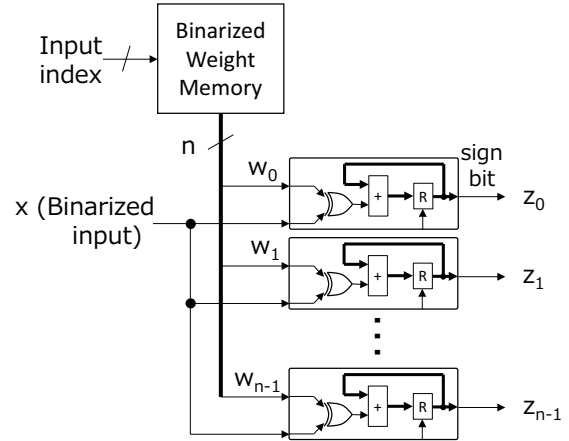 Input
index
Binarized
Weight
Memory
n
x (Binarized
input)
w0
+
R
sign
bit
z0
w1
+
R
z1
wn-1
+
R
zn-1